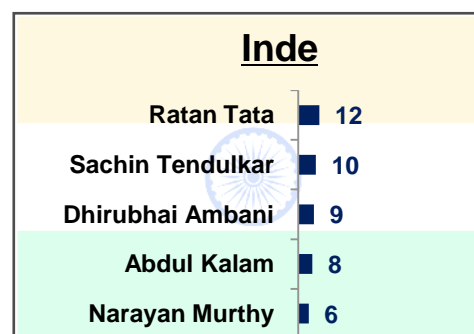 Inde
Ratan Tata 12
Sachin Tendulkar 10
Dhirubhai Ambani 9
Abdul Kalam 8
Narayan Murthy 6